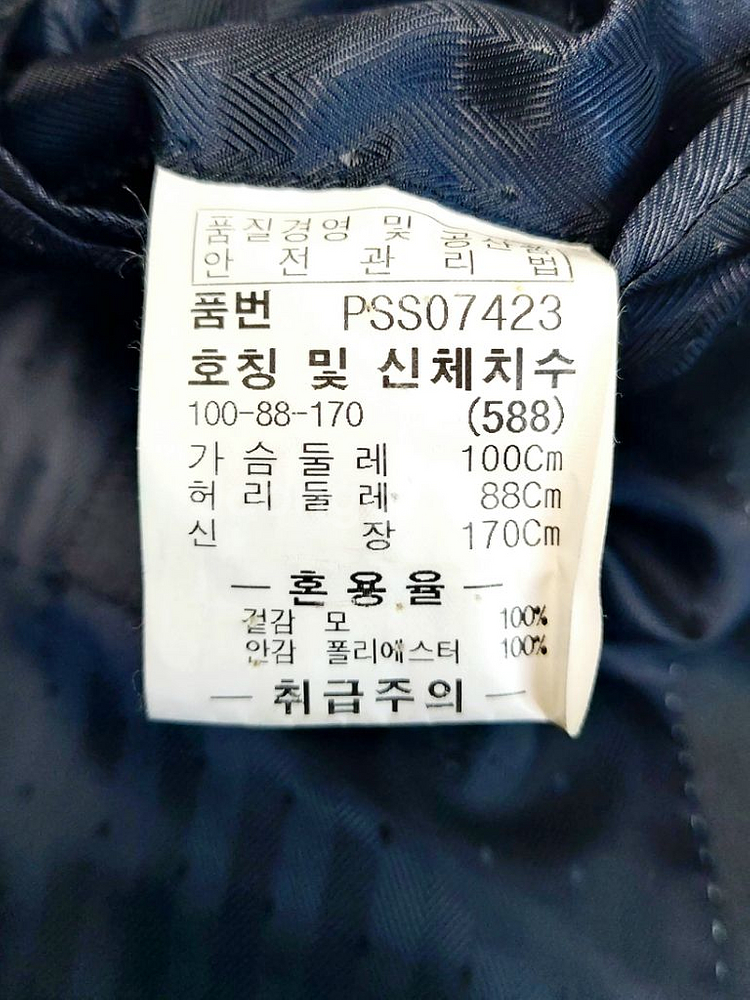 품질경영 및 공산품
안전관리법
품번 PSS07423
호칭 및 신체치수
100-88-170 (588)
가슴둘레 100Cm
허리둘레 88Cm
신장 170Cm
— 혼용율 —
겉감 모 100%
안감 폴리에스터 100%
— 취급주의 —